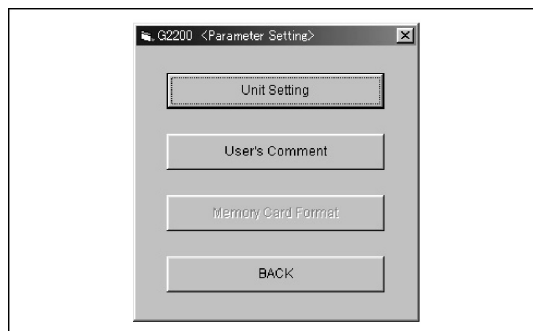 G2200 <Parameter Setting>
Unit Setting
User's Comment
Memory Card Format
BACK